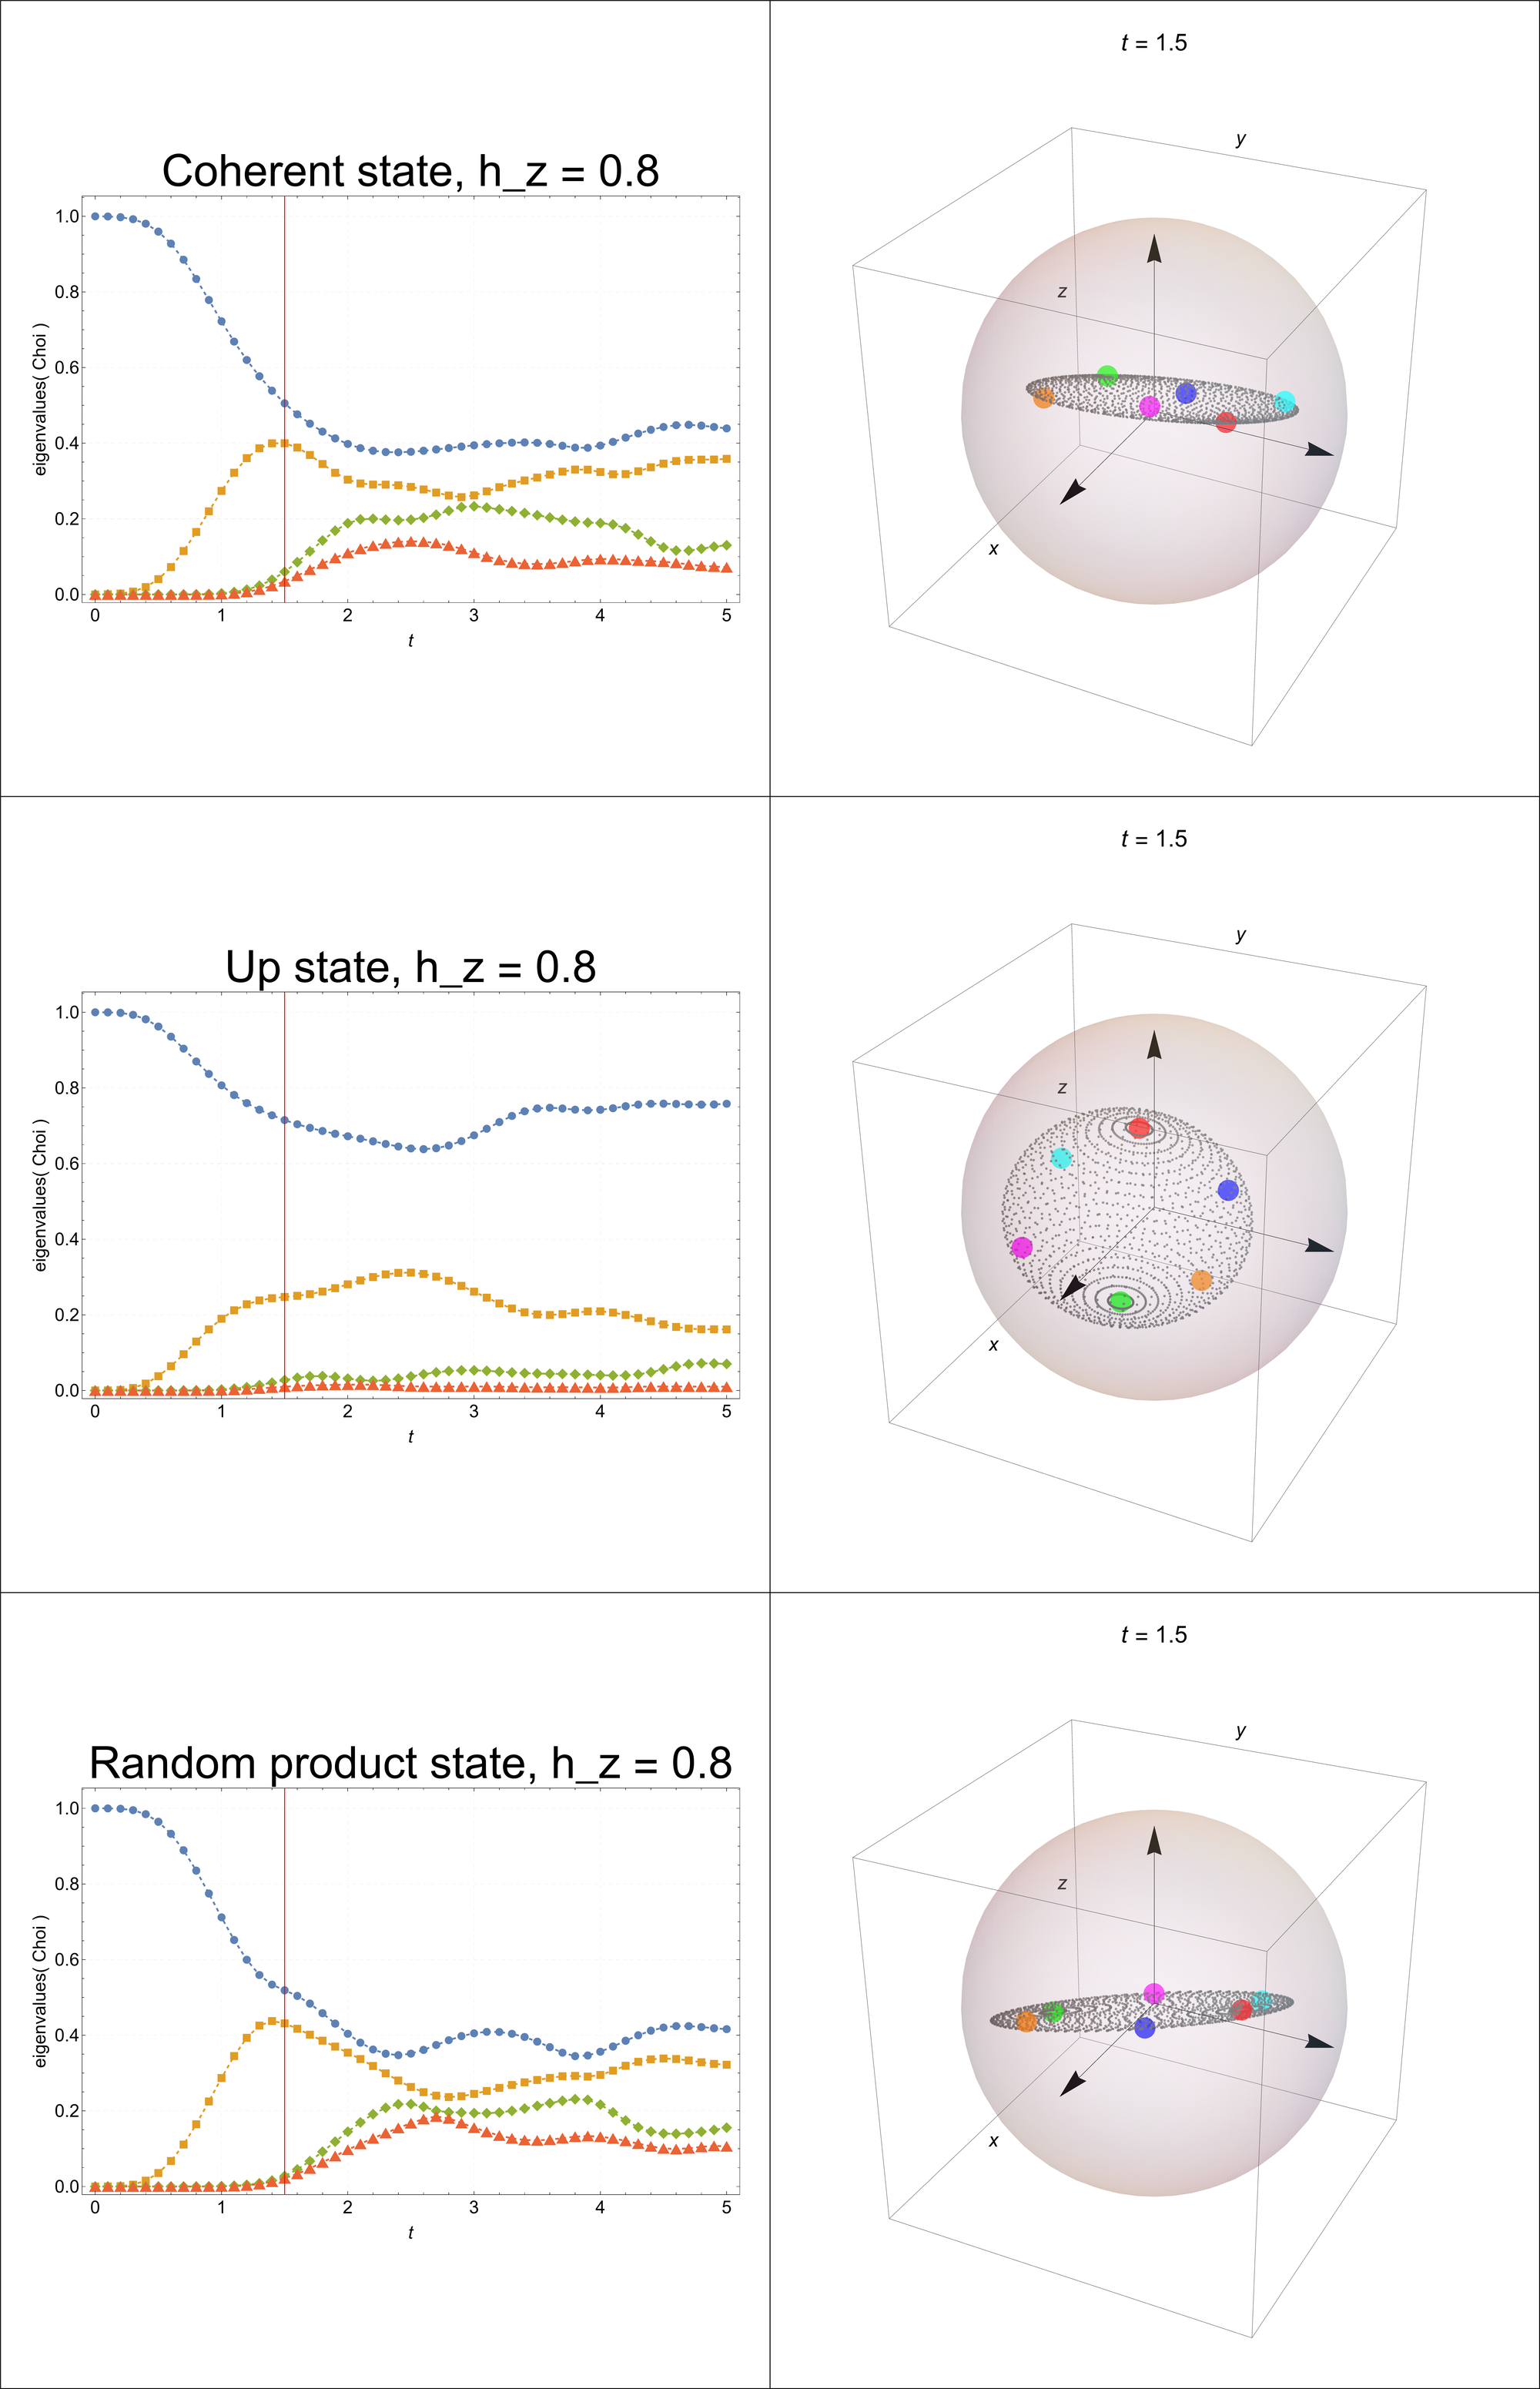 Coherent state, h_z = 0.8
eigenvalues( Choi )
1.0
0.8
0.6
0.4
0.2
0.0
0 1 2 3 4 5
t
t = 1.5
y
z
x
Up state, h_z = 0.8
eigenvalues( Choi )
1.0
0.8
0.6
0.4
0.2
0.0
0 1 2 3 4 5
t
t = 1.5
y
z
x
Random product state, h_z = 0.8
eigenvalues( Choi )
1.0
0.8
0.6
0.4
0.2
0.0
0 1 2 3 4 5
t
t = 1.5
y
z
x